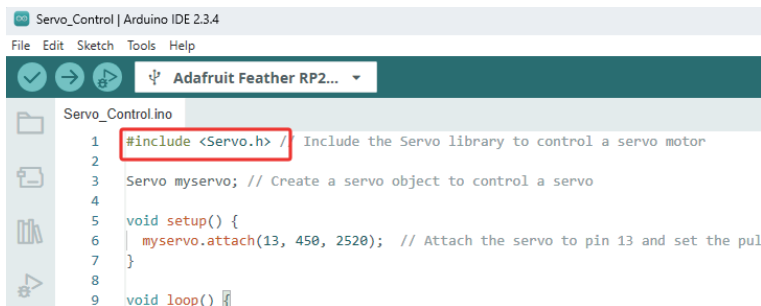 Servo_Control | Arduino IDE 2.3.4
File Edit Sketch Tools Help
Adafruit Feather RP2...
Servo_Control.ino
1 #include <Servo.h> // Include the Servo library to control a servo motor
2
3 Servo myservo; // Create a servo object to control a servo
4
5 void setup() {
6 myservo.attach(13, 450, 2520); // Attach the servo to pin 13 and set the pul
7 }
8
9 void loop() {